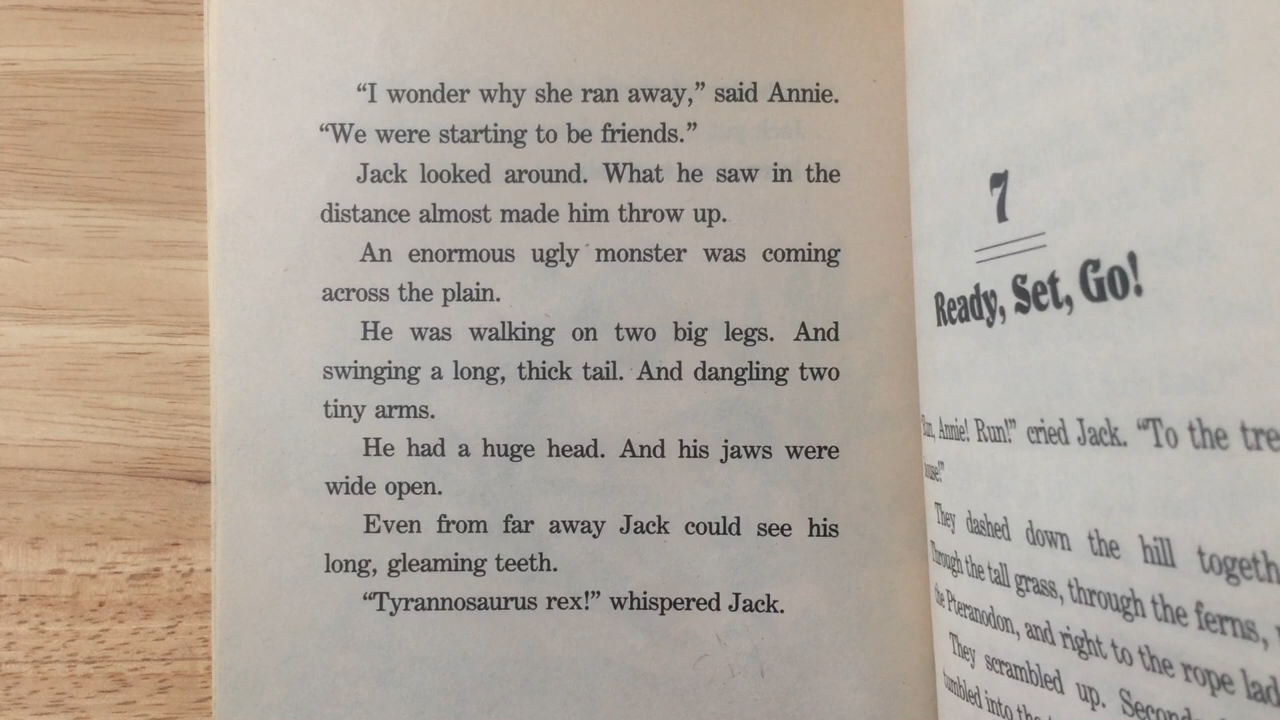 “I wonder why she ran away,” said Annie.
“We were starting to be friends.”
Jack looked around. What he saw in the
distance almost made him throw up.
An enormous ugly monster was coming
across the plain.
He was walking on two big legs. And
swinging a long, thick tail. And dangling two
tiny arms.
He had a huge head. And his jaws were
wide open.
Even from far away Jack could see his
long, gleaming teeth.
“Tyrannosaurus rex!” whispered Jack.
7
Ready, Set, Go!
Annie! Run!” cried Jack. “To the tree
They dashed down the hill
Through the tall grass, through the ferns,
the Pteranodon, and right to the rope
They scrambled up.
tumbled into the